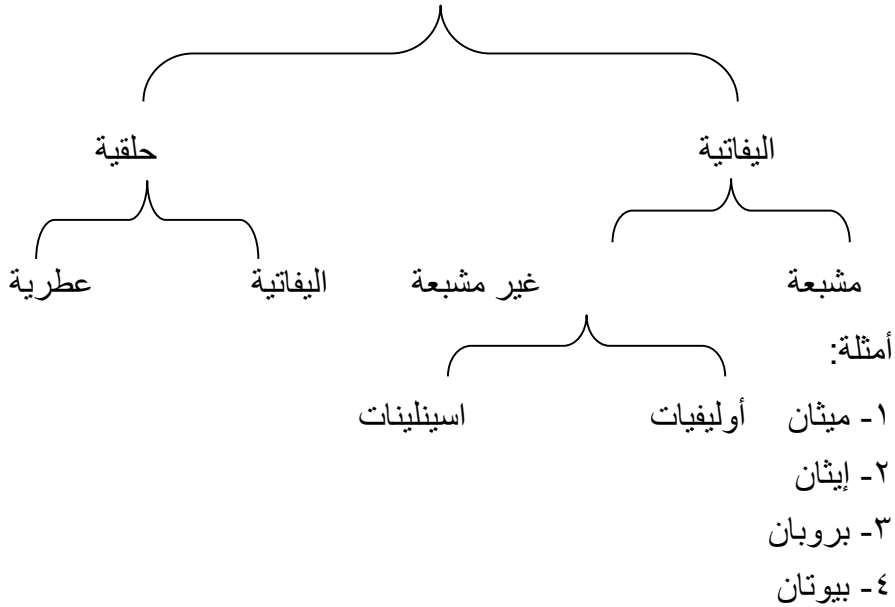 اليفاتية حلقية
مشبعة غير مشبعة اليفاتية عطرية
أمثلة:
١- ميثان أوليفيات اسينلينات
٢- إيثان
٣- بروبان
٤- بيوتان